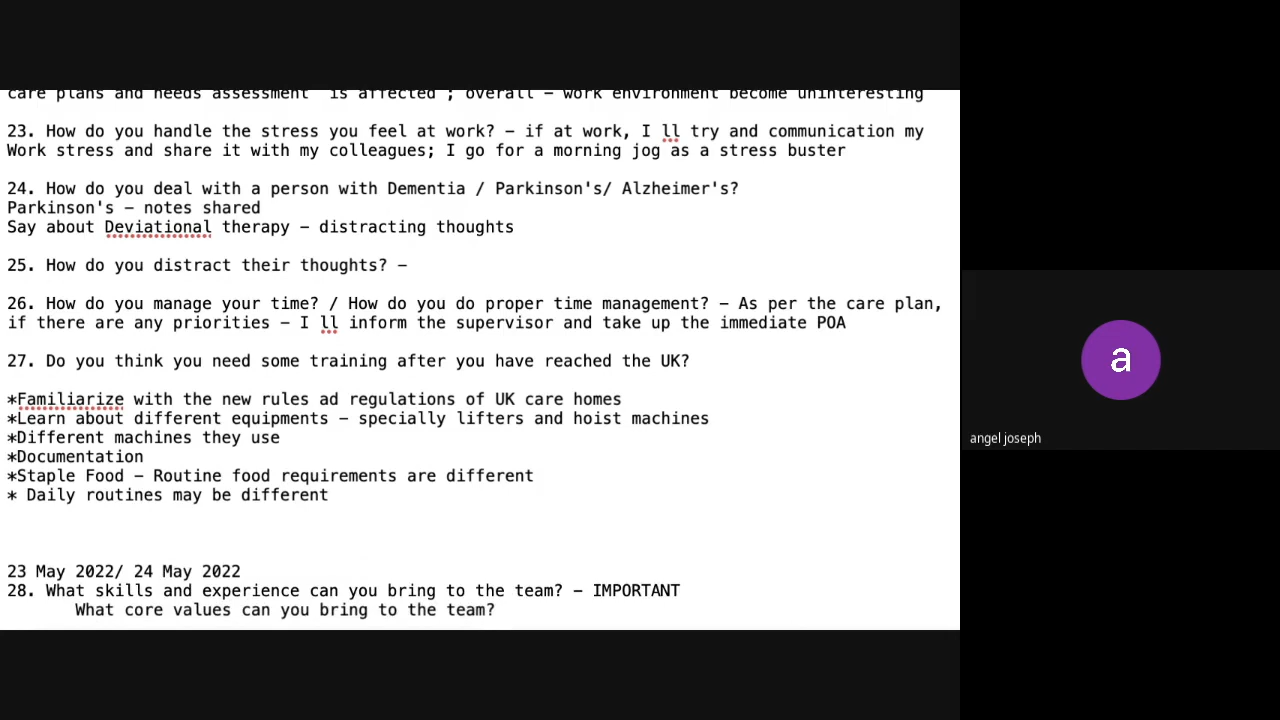 care plans and needs assessment  is affected ; overall – work environment become uninteresting
23. How do you handle the stress you feel at work? – if at work, I ll try and communication my
Work stress and share it with my colleagues; I go for a morning jog as a stress buster
24. How do you deal with a person with Dementia / Parkinson's/ Alzheimer's?
Parkinson's – notes shared
Say about Deviational therapy – distracting thoughts
25. How do you distract their thoughts? –
26. How do you manage your time? / How do you do proper time management? – As per the care plan,
if there are any priorities – I ll inform the supervisor and take up the immediate POA
27. Do you think you need some training after you have reached the UK?
*Familiarize with the new rules ad regulations of UK care homes
*Learn about different equipments – specially lifters and hoist machines
*Different machines they use
*Documentation
*Staple Food – Routine food requirements are different
* Daily routines may be different
23 May 2022/ 24 May 2022
28. What skills and experience can you bring to the team? – IMPORTANT
What core values can you bring to the team?
a
angel joseph